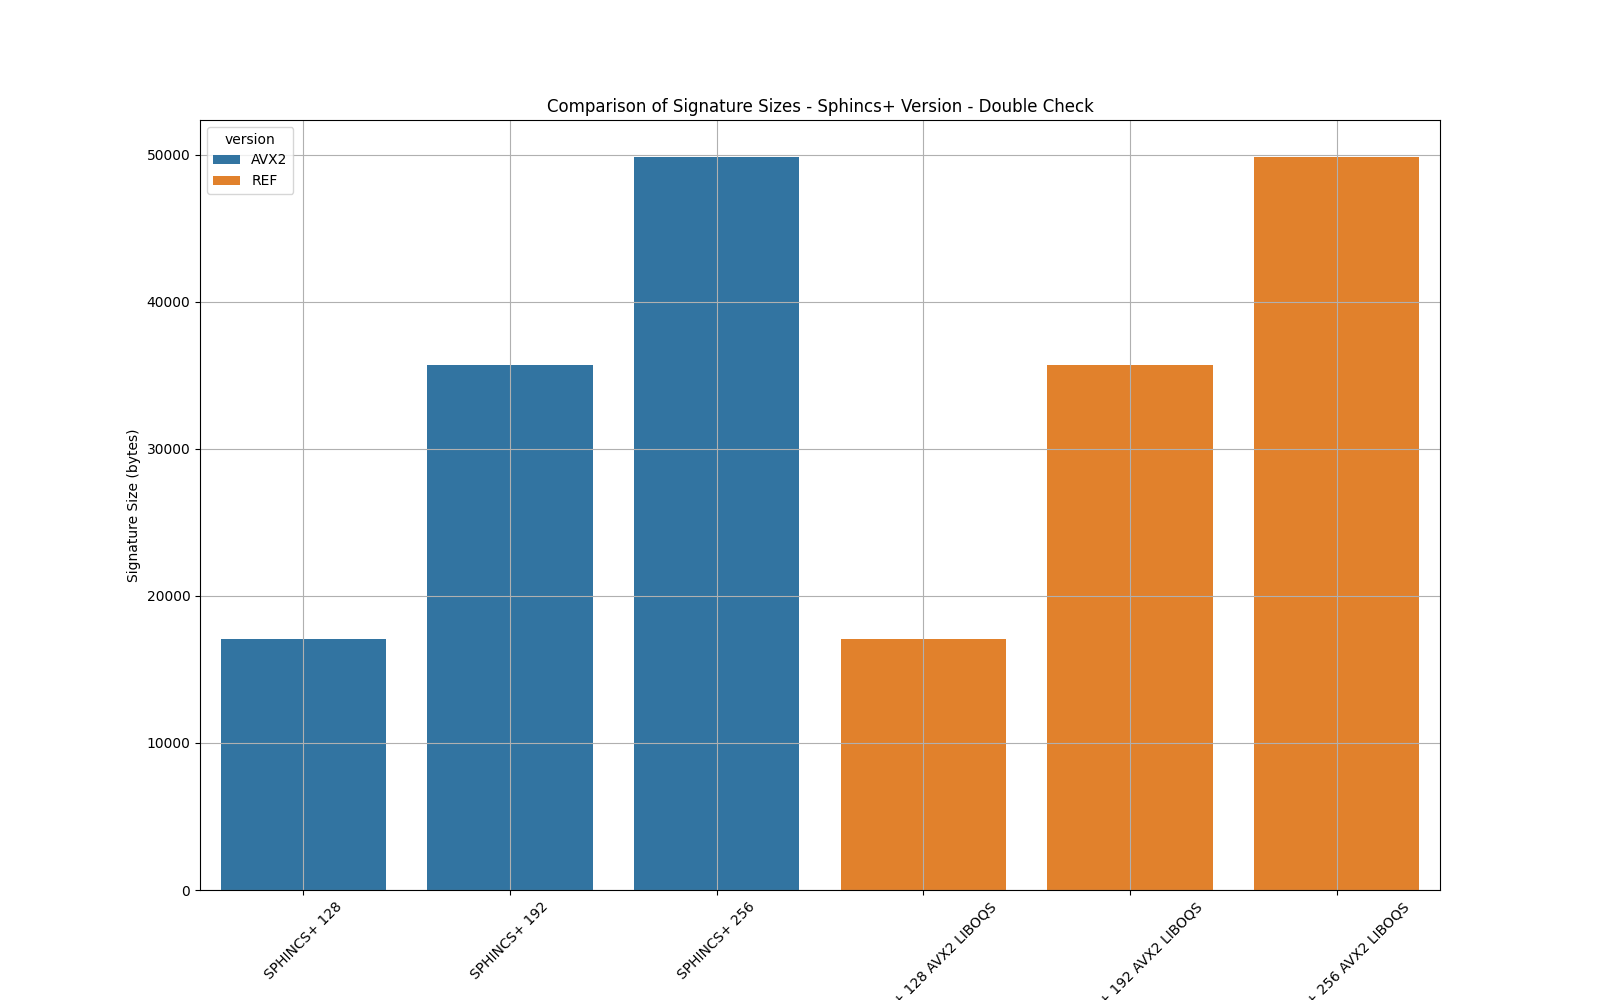 Comparison of Signature Sizes - Sphincs+ Version - Double Check
version
AVX2
REF
Signature Size (bytes)
50000
40000
30000
20000
10000
0
SPHINCS+ 128
SPHINCS+ 192
SPHINCS+ 256
+ 128 AVX2 LIBOQS
+ 192 AVX2 LIBOQS
+ 256 AVX2 LIBOQS